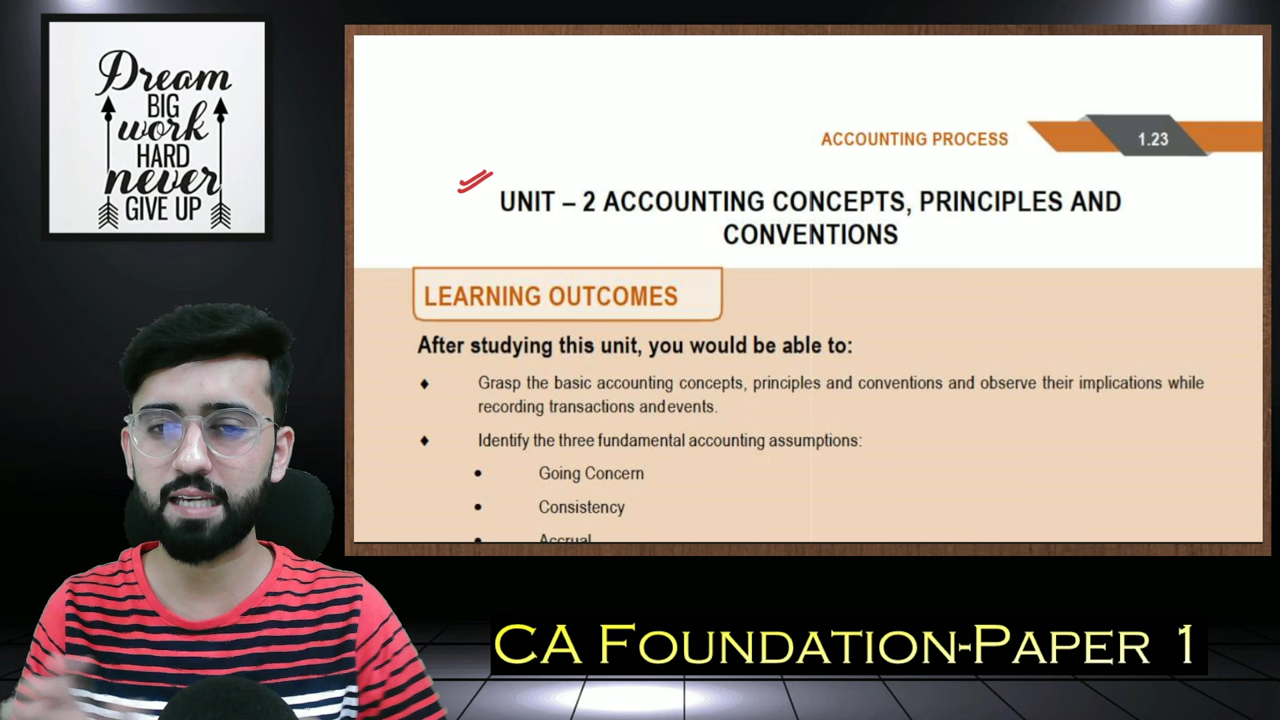 Dream
BIG
work
HARD
never
GIVE UP
ACCOUNTING PROCESS
1.23
UNIT – 2 ACCOUNTING CONCEPTS, PRINCIPLES AND
CONVENTIONS
LEARNING OUTCOMES
After studying this unit, you would be able to:
♦ Grasp the basic accounting concepts, principles and conventions and observe their implications while
recording transactions and events.
♦ Identify the three fundamental accounting assumptions:
• Going Concern
• Consistency
• Accrual
CA Foundation-Paper 1